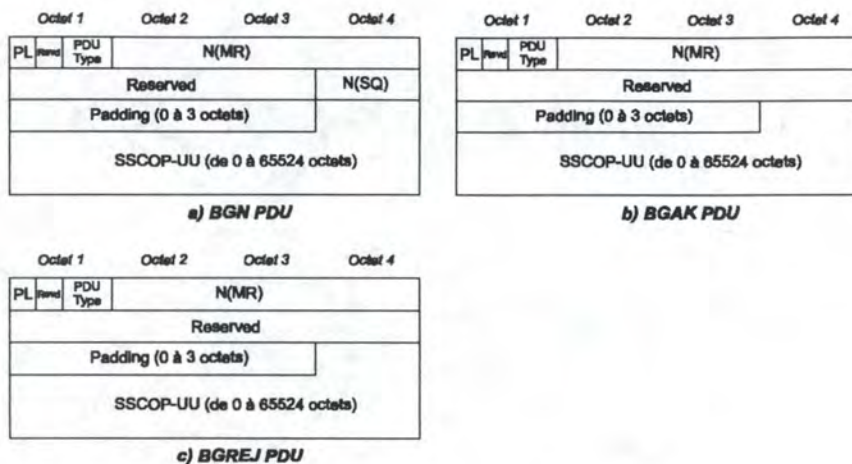 Octet 1 Octet 2 Octet 3 Octet 4
PL Rsvd PDU Type N(MR)
Reserved N(SQ)
Padding (0 à 3 octets)
SSCOP-UU (de 0 à 65524 octets)
a) BGN PDU
Octet 1 Octet 2 Octet 3 Octet 4
PL Rsvd PDU Type N(MR)
Reserved
Padding (0 à 3 octets)
SSCOP-UU (de 0 à 65524 octets)
b) BGAK PDU
Octet 1 Octet 2 Octet 3 Octet 4
PL Rsvd PDU Type N(MR)
Reserved
Padding (0 à 3 octets)
SSCOP-UU (de 0 à 65524 octets)
c) BGREJ PDU